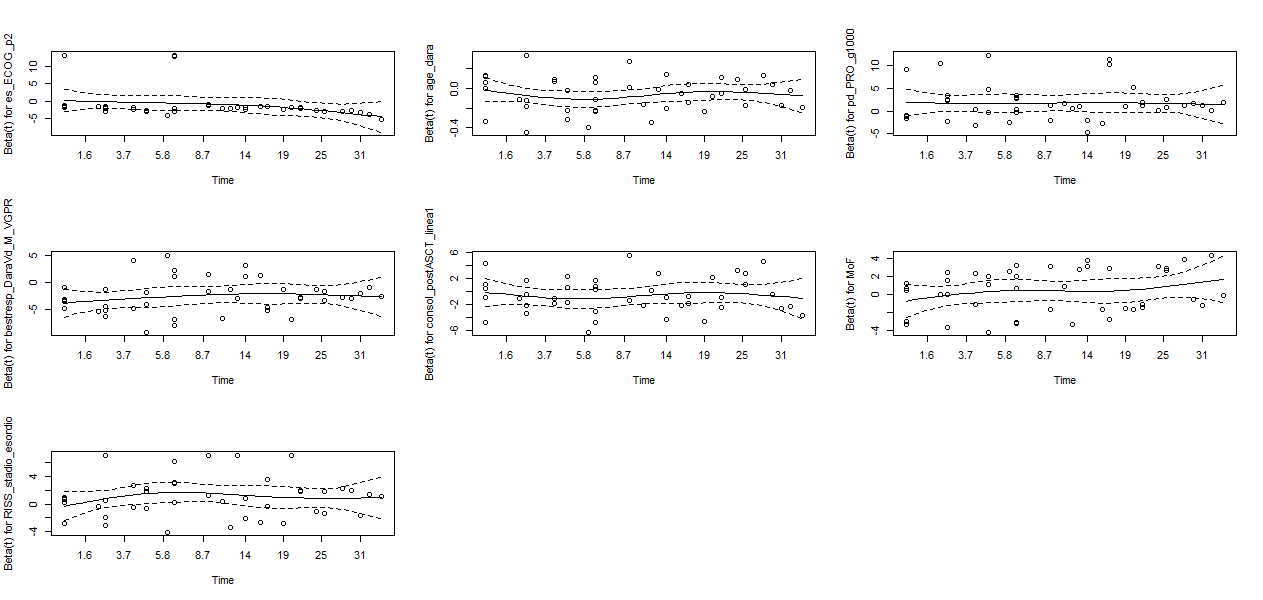 Beta(t) for es_ECOG_p2
10
5
0
-5
1.6 3.7 5.8 8.7 14 19 25 31
Time
Beta(t) for age_dara
0.0
-0.4
1.6 3.7 5.8 8.7 14 19 25 31
Time
Beta(t) for pd_PRO_g1000
10
5
0
-5
1.6 3.7 5.8 8.7 14 19 25 31
Time
Beta(t) for bestresp_DaraVd_M_VGPR
5
0
-5
1.6 3.7 5.8 8.7 14 19 25 31
Time
Beta(t) for consol_postASCT_linea1
6
2
-2
-6
1.6 3.7 5.8 8.7 14 19 25 31
Time
Beta(t) for MoF
4
2
0
-4
1.6 3.7 5.8 8.7 14 19 25 31
Time
Beta(t) for RISS_stadio_esordio
4
0
-4
1.6 3.7 5.8 8.7 14 19 25 31
Time